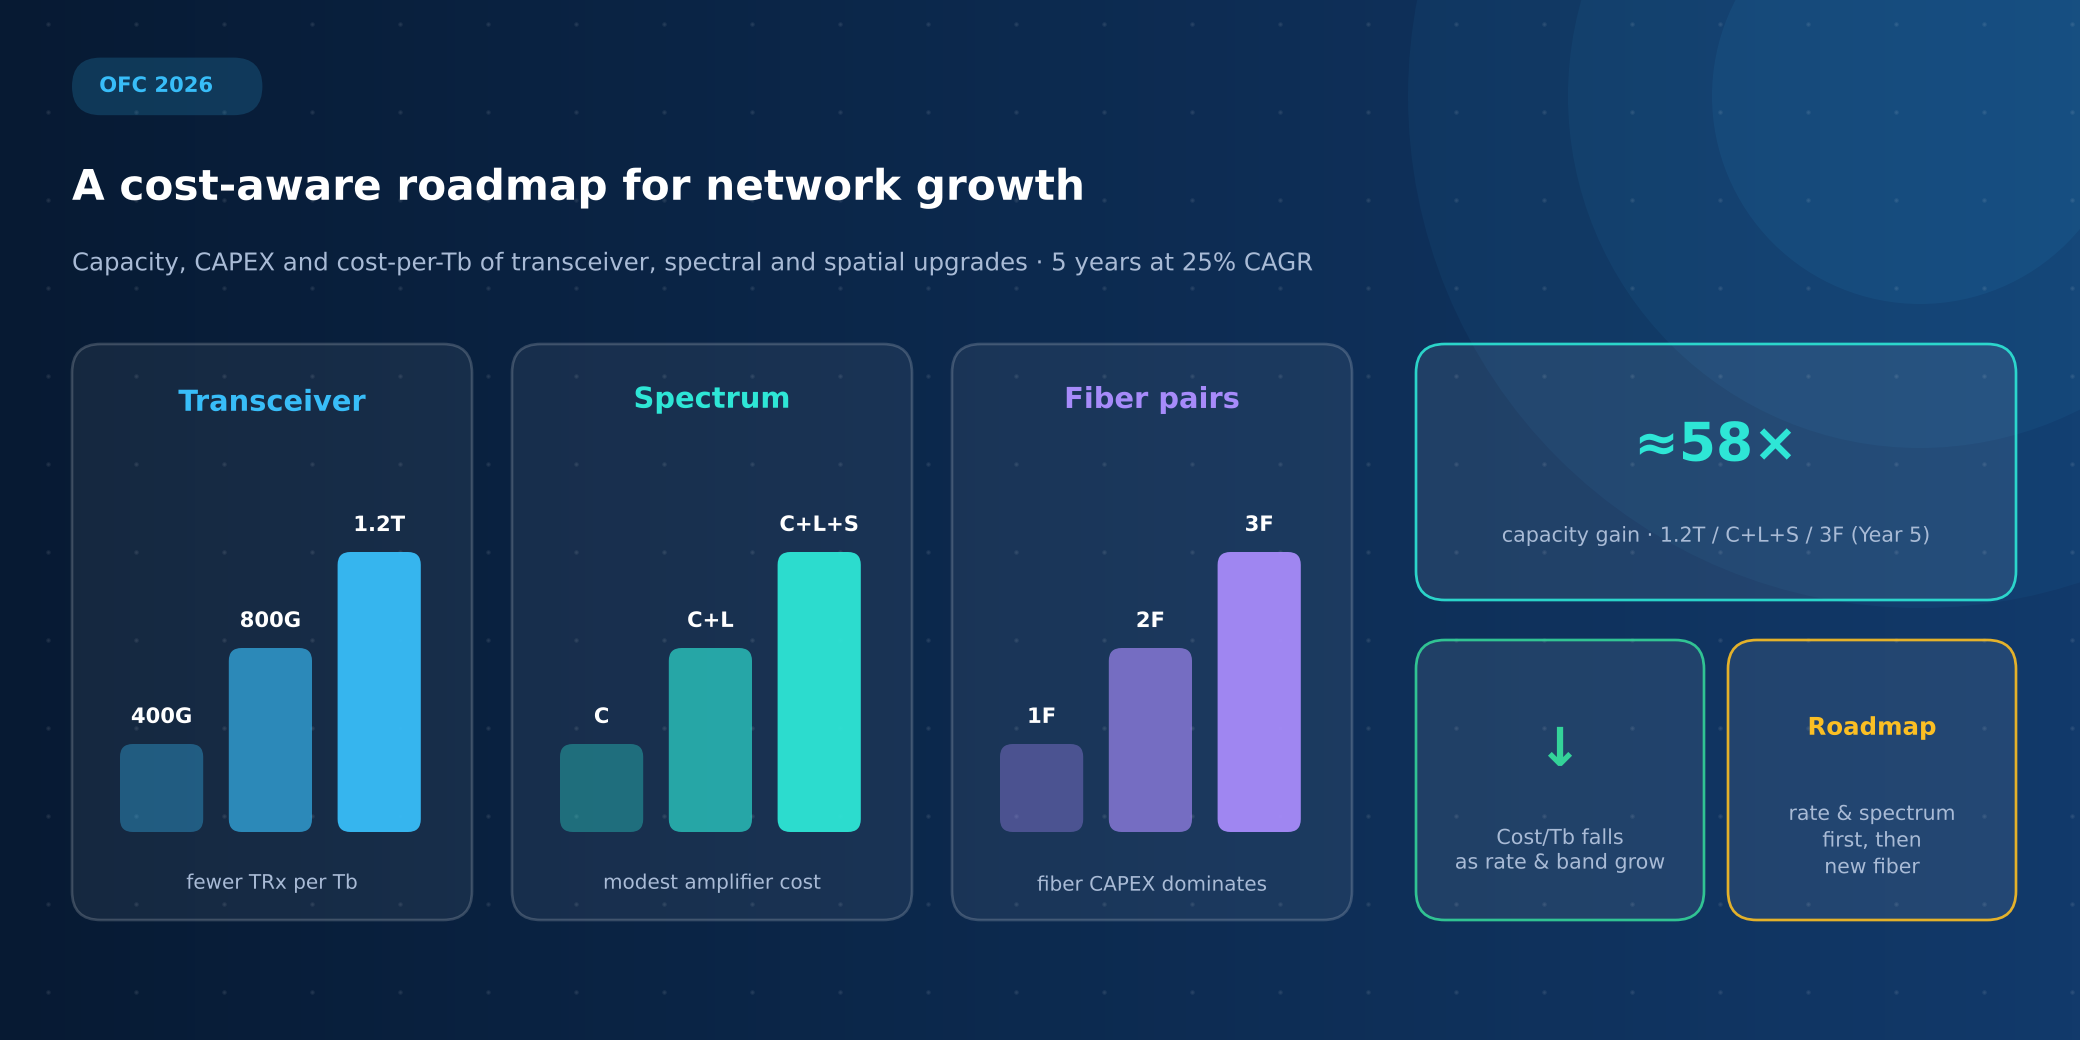 OFC 2026
A cost-aware roadmap for network growth
Capacity, CAPEX and cost-per-Tb of transceiver, spectral and spatial upgrades · 5 years at 25% CAGR
Transceiver
400G
800G
1.2T
fewer TRx per Tb
Spectrum
C
C+L
C+L+S
modest amplifier cost
Fiber pairs
1F
2F
3F
fiber CAPEX dominates
≈58×
capacity gain · 1.2T / C+L+S / 3F (Year 5)
↓
Cost/Tb falls
as rate & band grow
Roadmap
rate & spectrum
first, then
new fiber